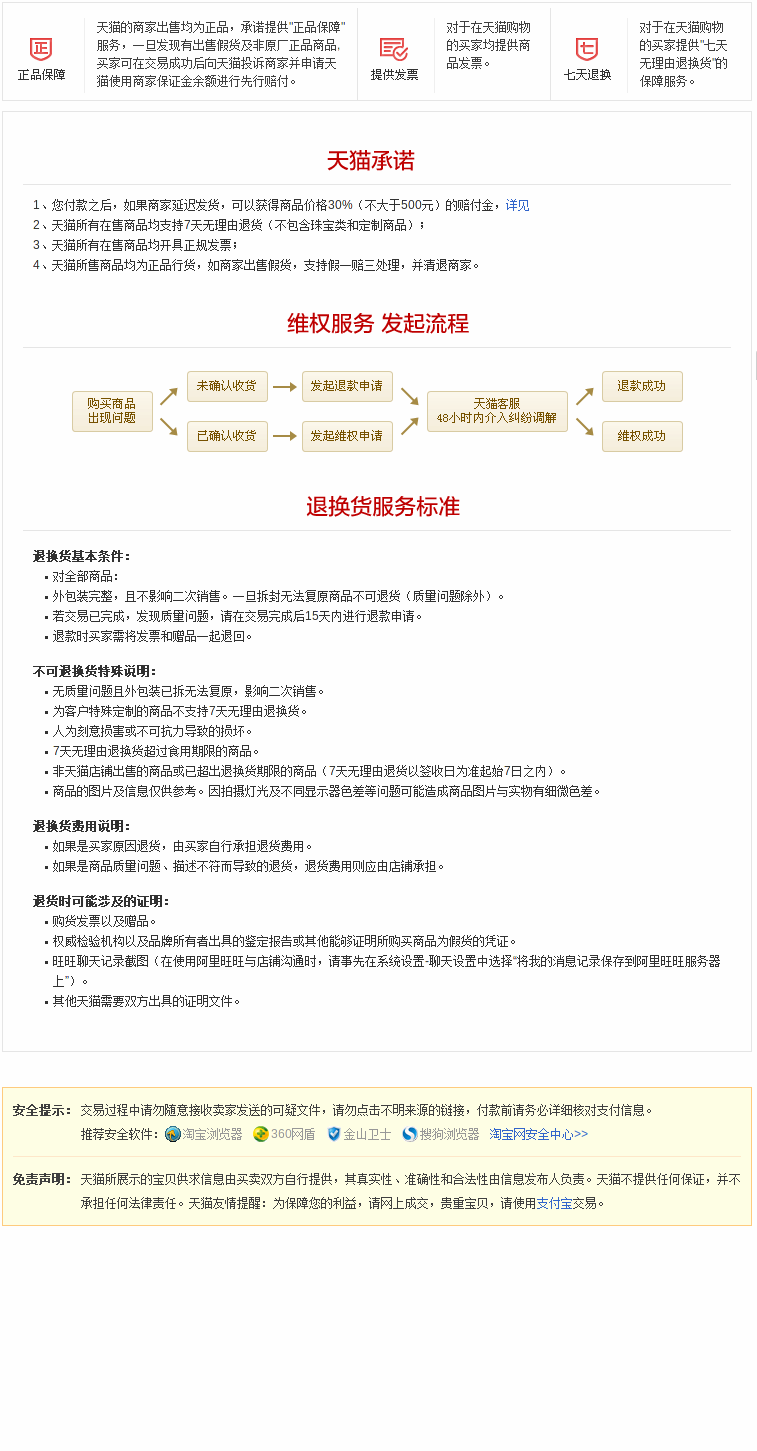 正
正品保障
天猫的商家出售均为正品，承诺提供"正品保障"
服务，一旦发现有出售假货及非原厂正品商品,
买家可在交易成功后向天猫投诉商家并申请天
猫使用商家保证金余额进行先行赔付。
提供发票
对于在天猫购物
的买家均提供商
品发票。
七
七天退换
对于在天猫购物
的买家提供"七天
无理由退换货"的
保障服务。
天猫承诺
1、您付款之后，如果商家延迟发货，可以获得商品价格30%（不大于500元）的赔付金，详见
2、天猫所有在售商品均支持7天无理由退货（不包含珠宝类和定制商品）；
3、天猫所有在售商品均开具正规发票；
4、天猫所售商品均为正品行货，如商家出售假货，支持假一赔三处理，并清退商家。
维权服务 发起流程
购买商品
出现问题
未确认收货
发起退款申请
已确认收货
发起维权申请
天猫客服
48小时内介入纠纷调解
退款成功
维权成功
退换货服务标准
退换货基本条件：
▪ 对全部商品：
▪ 外包装完整，且不影响二次销售。一旦拆封无法复原商品不可退货（质量问题除外）。
▪ 若交易已完成，发现质量问题，请在交易完成后15天内进行退款申请。
▪ 退款时买家需将发票和赠品一起退回。
不可退换货特殊说明：
▪ 无质量问题且外包装已拆无法复原，影响二次销售。
▪ 为客户特殊定制的商品不支持7天无理由退换货。
▪ 人为刻意损害或不可抗力导致的损坏。
▪ 7天无理由退换货超过食用期限的商品。
▪ 非天猫店铺出售的商品或已超出退换货期限的商品（7天无理由退货以签收日为准起始7日之内）。
▪ 商品的图片及信息仅供参考。因拍摄灯光及不同显示器色差等问题可能造成商品图片与实物有细微色差。
退换货费用说明：
▪ 如果是买家原因退货，由买家自行承担退货费用。
▪ 如果是商品质量问题、描述不符而导致的退货，退货费用则应由店铺承担。
退货时可能涉及的证明：
▪ 购货发票以及赠品。
▪ 权威检验机构以及品牌所有者出具的鉴定报告或其他能够证明所购买商品为假货的凭证。
▪ 旺旺聊天记录截图（在使用阿里旺旺与店铺沟通时，请事先在系统设置-聊天设置中选择“将我的消息记录保存到阿里旺旺服务器
上”）。
▪ 其他天猫需要双方出具的证明文件。
安全提示： 交易过程中请勿随意接收卖家发送的可疑文件，请勿点击不明来源的链接，付款前请务必详细核对支付信息。
推荐安全软件： 淘宝浏览器 360网盾 金山卫士 搜狗浏览器 淘宝网安全中心>>
免责声明： 天猫所展示的宝贝供求信息由买卖双方自行提供，其真实性、准确性和合法性由信息发布人负责。天猫不提供任何保证，并不
承担任何法律责任。天猫友情提醒：为保障您的利益，请网上成交，贵重宝贝，请使用支付宝交易。